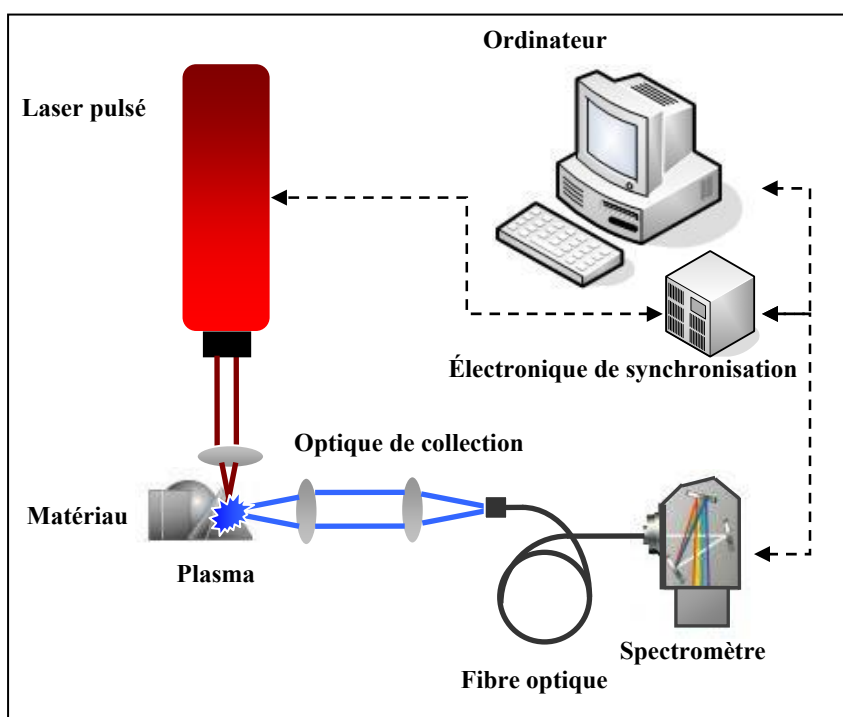 Ordinateur
Laser pulsé
Électronique de synchronisation
Optique de collection
Matériau
Plasma
Spectromètre
Fibre optique